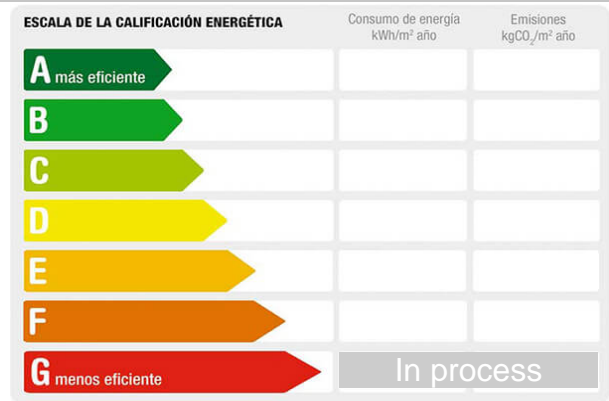 ESCALA DE LA CALIFICACIÓN ENERGÉTICA
Consumo de energía
kWh/m² año
Emisiones
kgCO₂/m² año
A más eficiente
B
C
D
E
F
G menos eficiente
In process